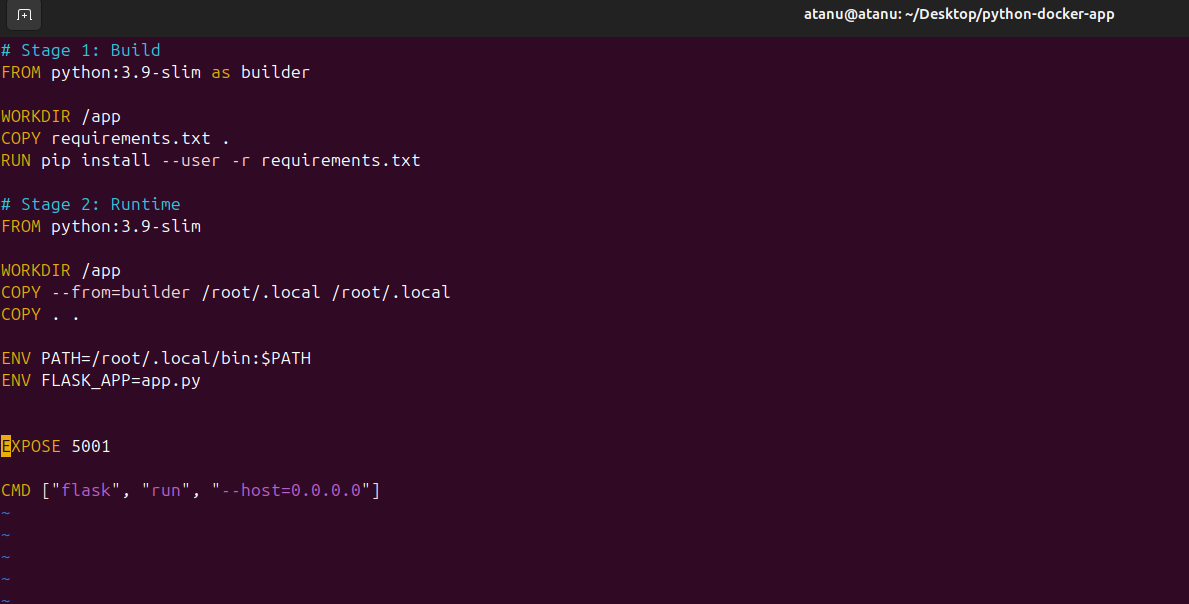 atanu@atanu: ~/Desktop/python-docker-app
# Stage 1: Build
FROM python:3.9-slim as builder
WORKDIR /app
COPY requirements.txt .
RUN pip install --user -r requirements.txt
# Stage 2: Runtime
FROM python:3.9-slim
WORKDIR /app
COPY --from=builder /root/.local /root/.local
COPY . .
ENV PATH=/root/.local/bin:$PATH
ENV FLASK_APP=app.py
EXPOSE 5001
CMD ["flask", "run", "--host=0.0.0.0"]
~
~
~
~
~